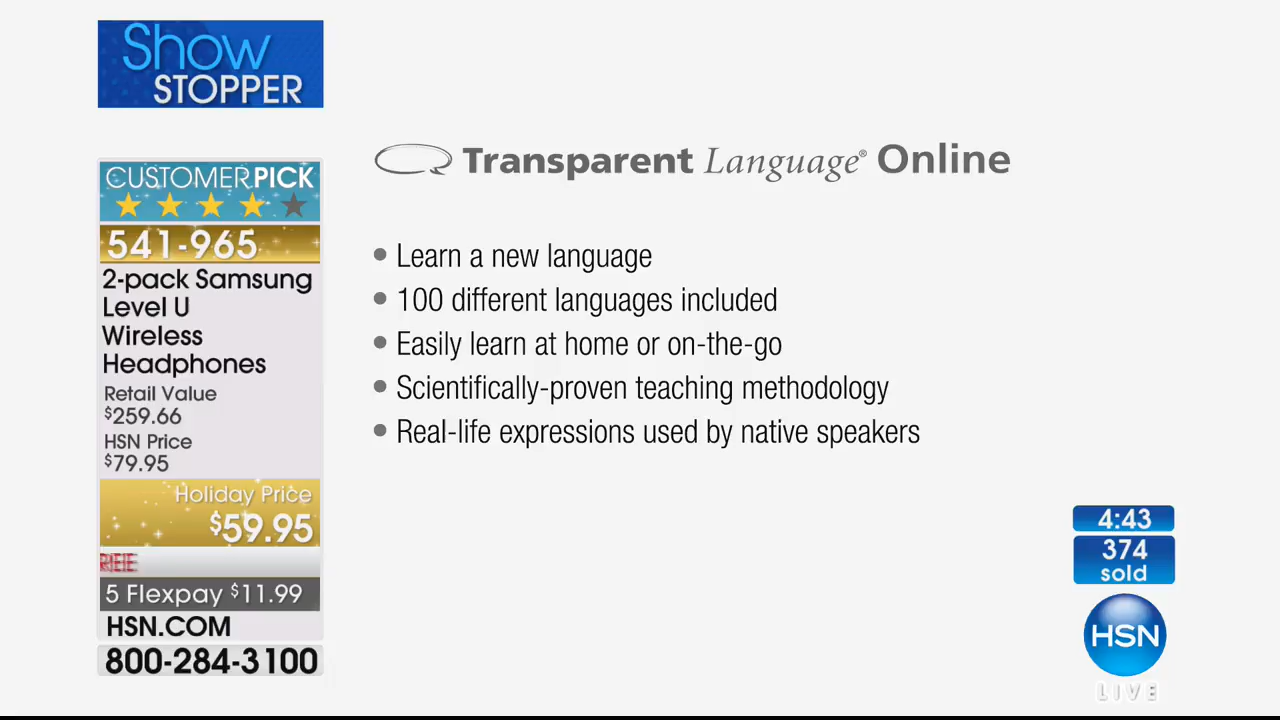 Show
STOPPER
CUSTOMERPICK
541-965
2-pack Samsung
Level U
Wireless
Headphones
Retail Value
$259.66
HSN Price
$79.95
Holiday Price
$59.95
5 Flexpay $11.99
HSN.COM
800-284-3100
Transparent Language® Online
• Learn a new language
• 100 different languages included
• Easily learn at home or on-the-go
• Scientifically-proven teaching methodology
• Real-life expressions used by native speakers
4:43
374
sold
HSN
LIVE